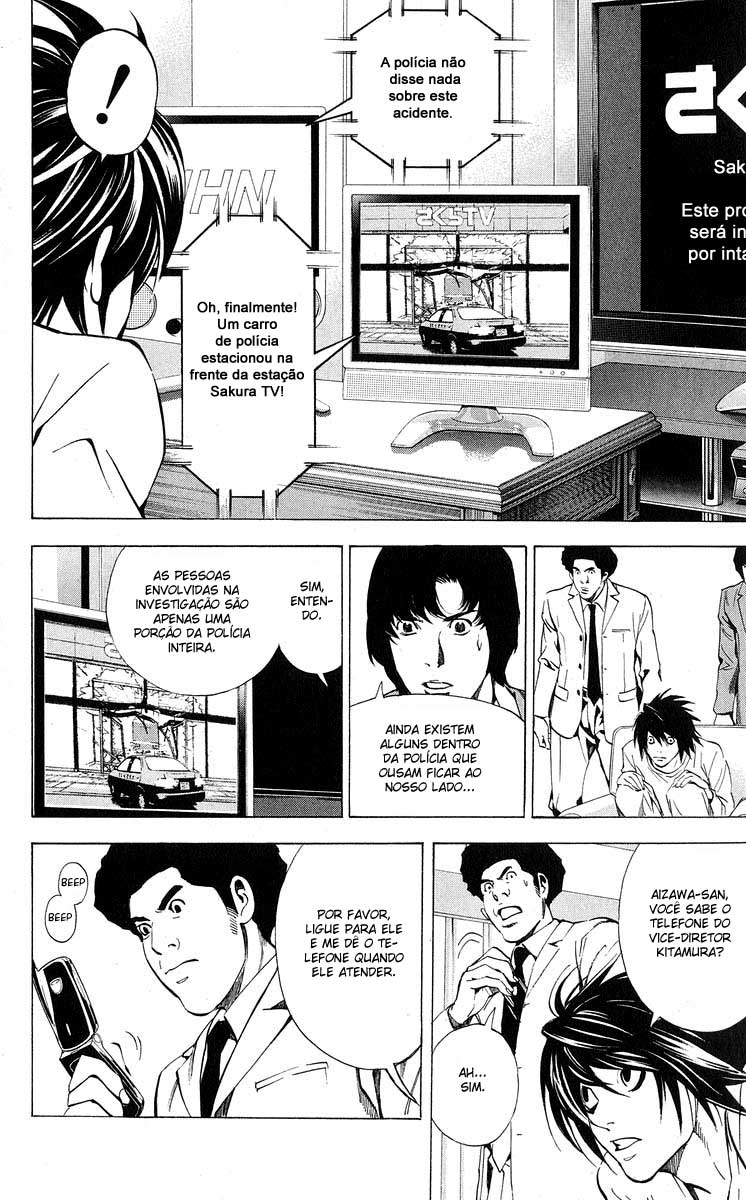 さく
Sak
Este pro
será in
por inta
A polícia não
disse nada
sobre este
acidente.
!
Oh, finalmente!
Um carro
de polícia
estacionou na
frente da estação
Sakura TV!
AINDA EXISTEM
ALGUNS DENTRO
DA POLÍCIA QUE
OUSAM FICAR AO
NOSSO LADO...
SIM,
ENTEN-
DO.
AS PESSOAS
ENVOLVIDAS NA
INVESTIGAÇÃO SÃO
APENAS UMA
PORÇÃO DA POLÍCIA
INTEIRA.
AIZAWA-SAN,
VOCÊ SABE O
TELEFONE DO
VICE-DIRETOR
KITAMURA?
AH...
SIM.
POR FAVOR,
LIGUE PARA ELE
E ME DÊ O TE-
LEFONE QUANDO
ELE ATENDER.
BEEP
BEEP